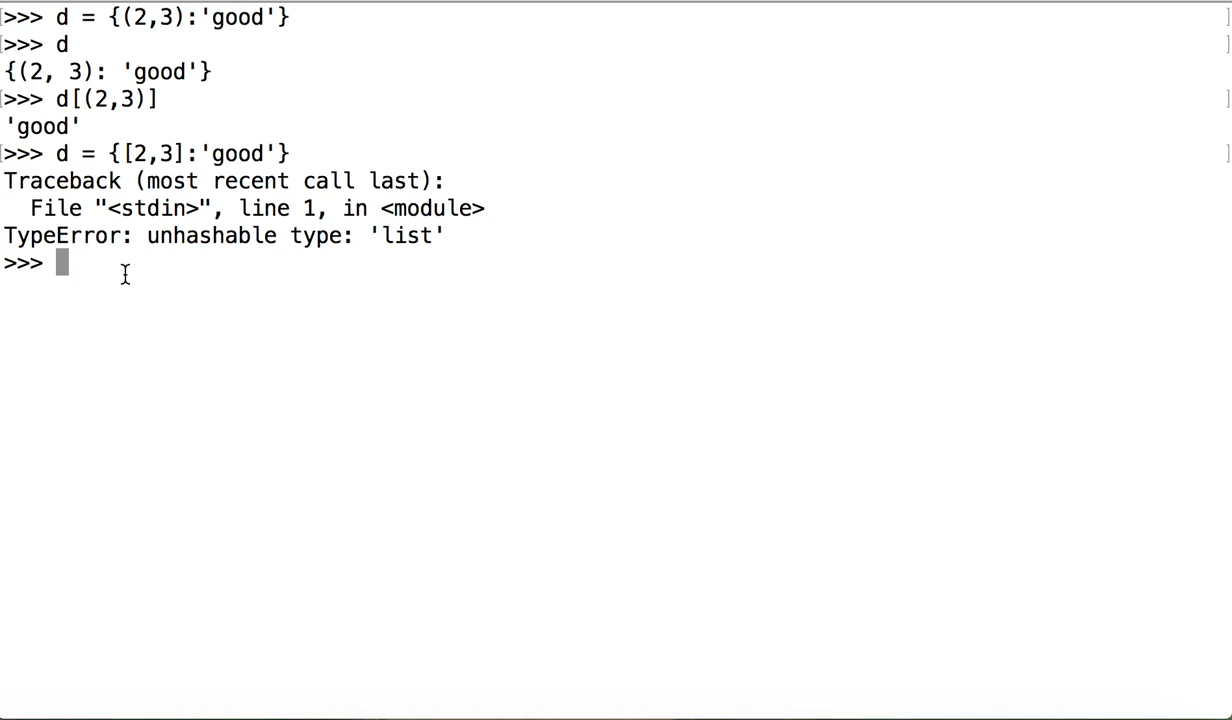 >>> d = {(2,3):'good'}
>>> d
{(2, 3): 'good'}
>>> d[(2,3)]
'good'
>>> d = {[2,3]:'good'}
Traceback (most recent call last):
  File "<stdin>", line 1, in <module>
TypeError: unhashable type: 'list'
>>>